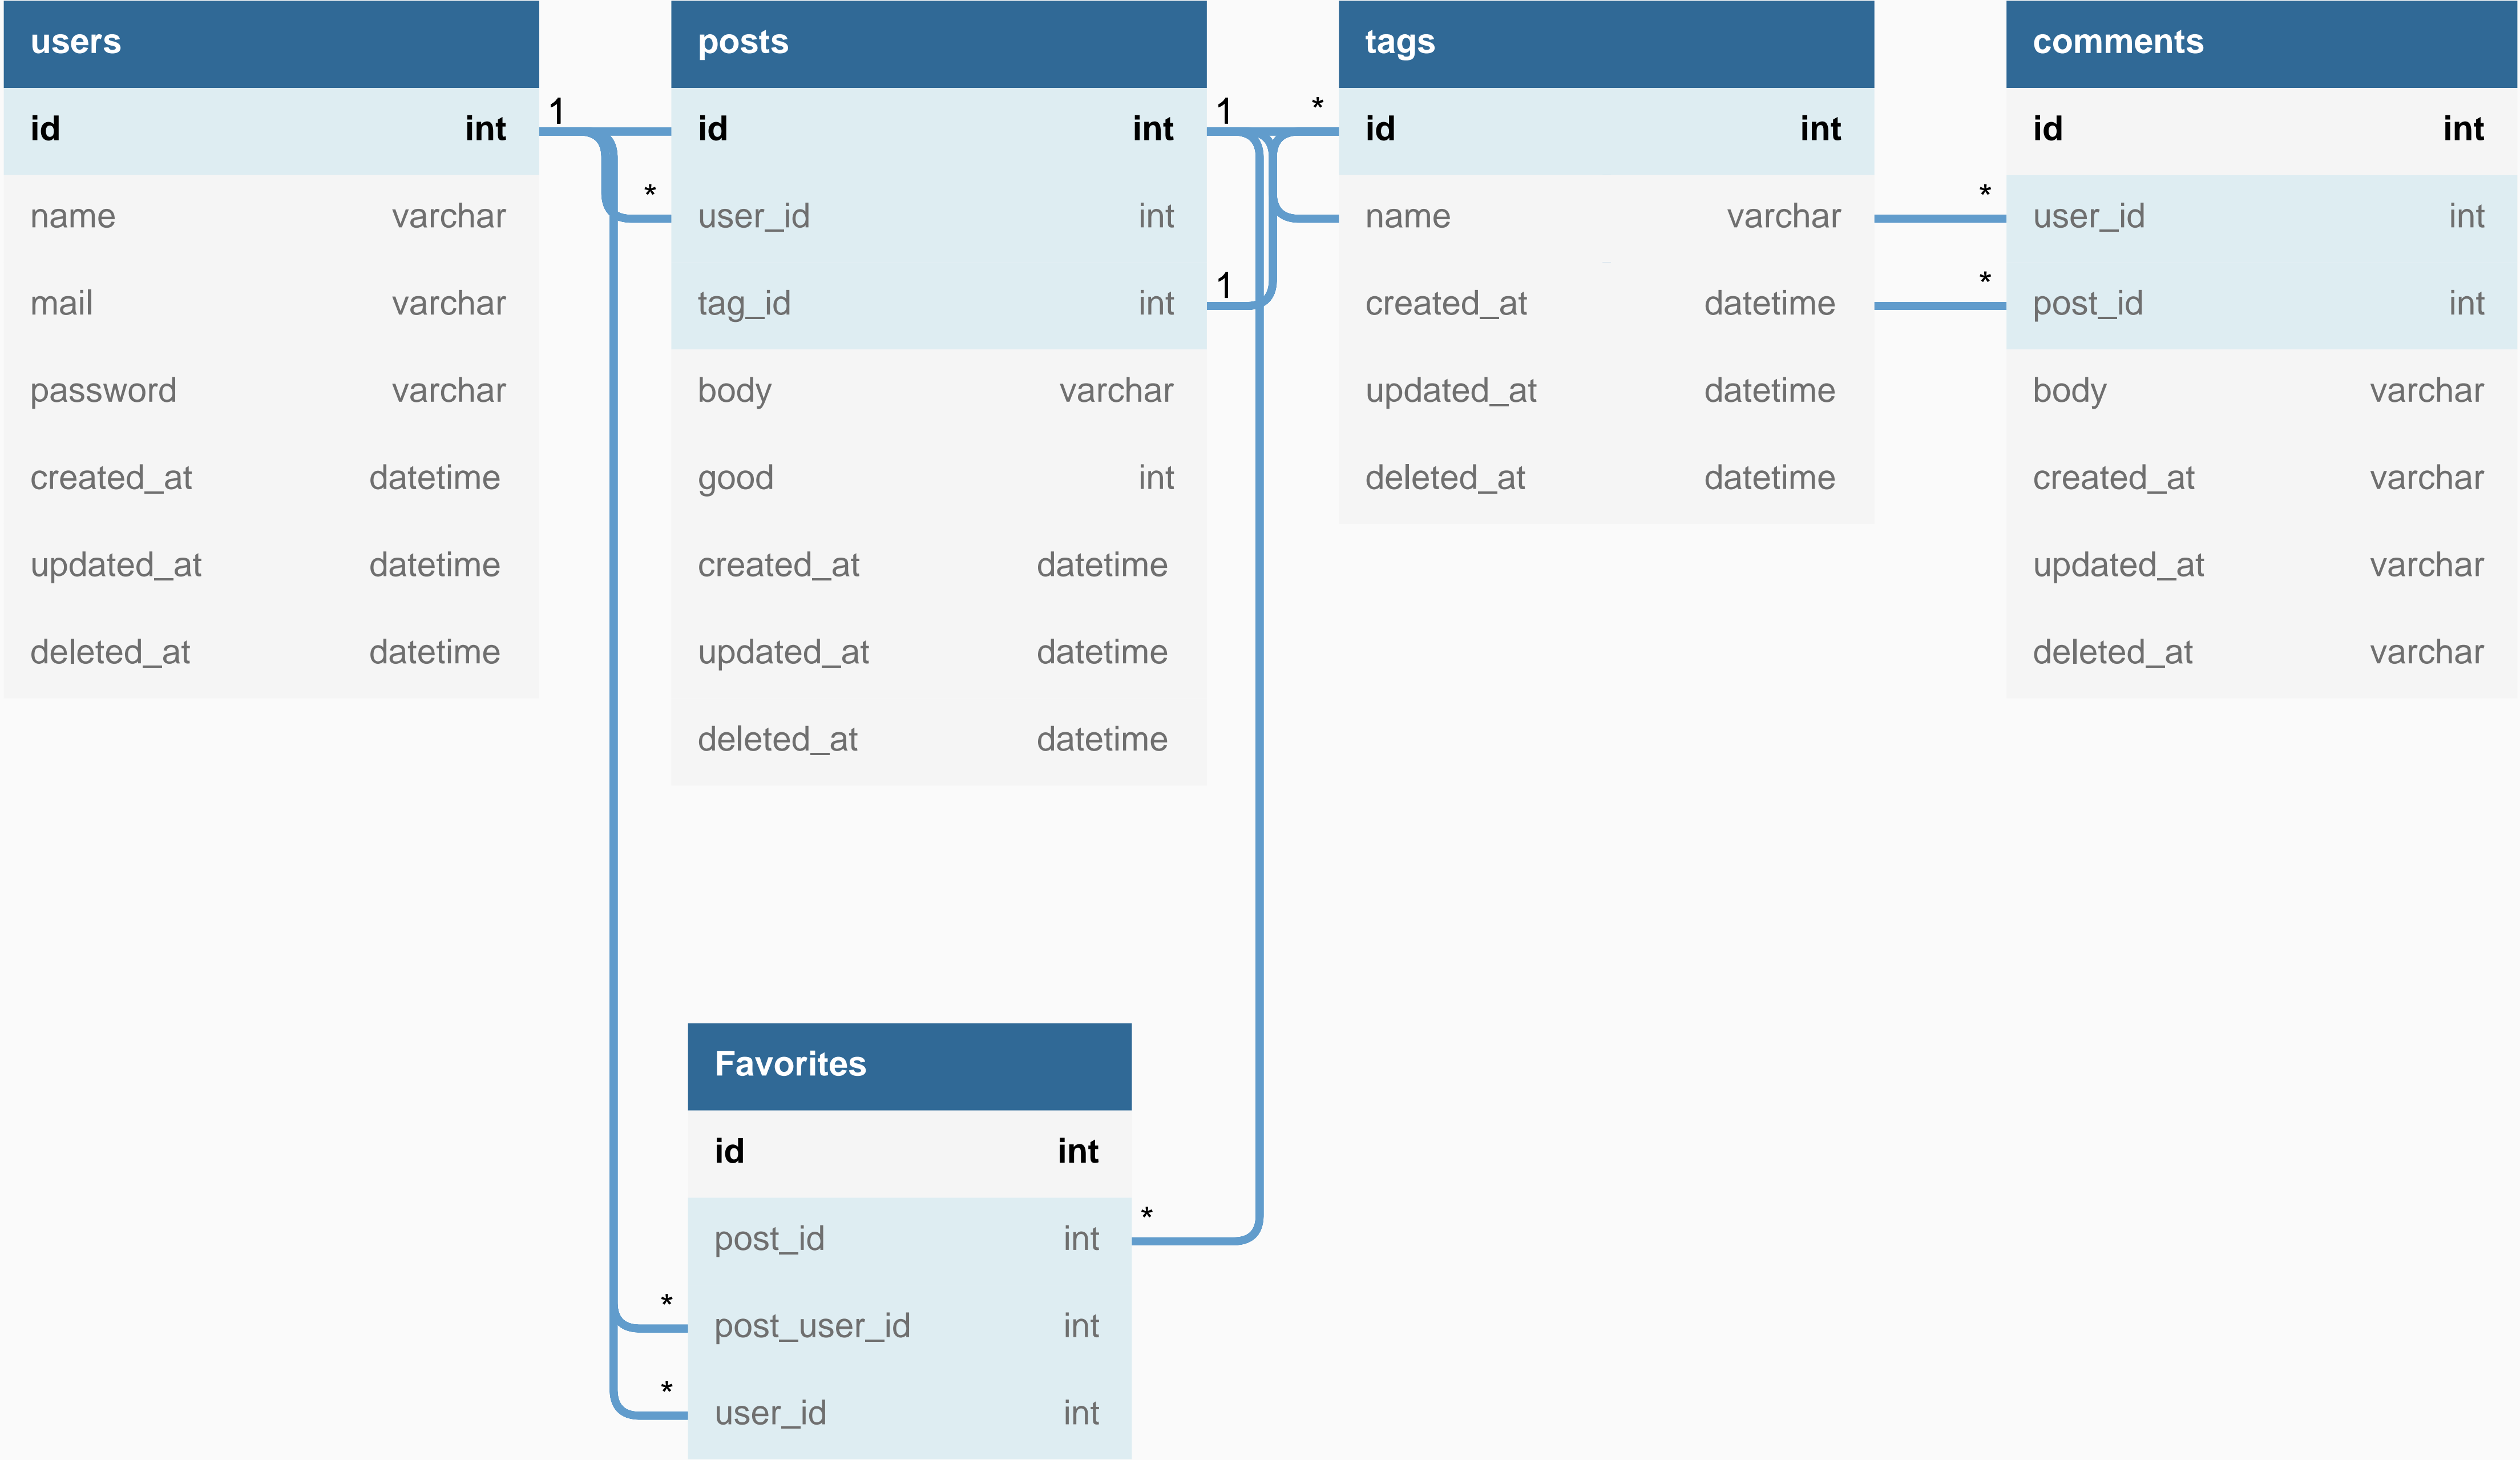 users
id int
name varchar
mail varchar
password varchar
created_at datetime
updated_at datetime
deleted_at datetime
1
*
posts
id int
user_id int
tag_id int
body varchar
good int
created_at datetime
updated_at datetime
deleted_at datetime
1
*
1
tags
id int
name varchar
created_at datetime
updated_at datetime
deleted_at datetime
*
*
comments
id int
user_id int
post_id int
body varchar
created_at varchar
updated_at varchar
deleted_at varchar
Favorites
id int
post_id int
*
*
post_user_id int
*
user_id int